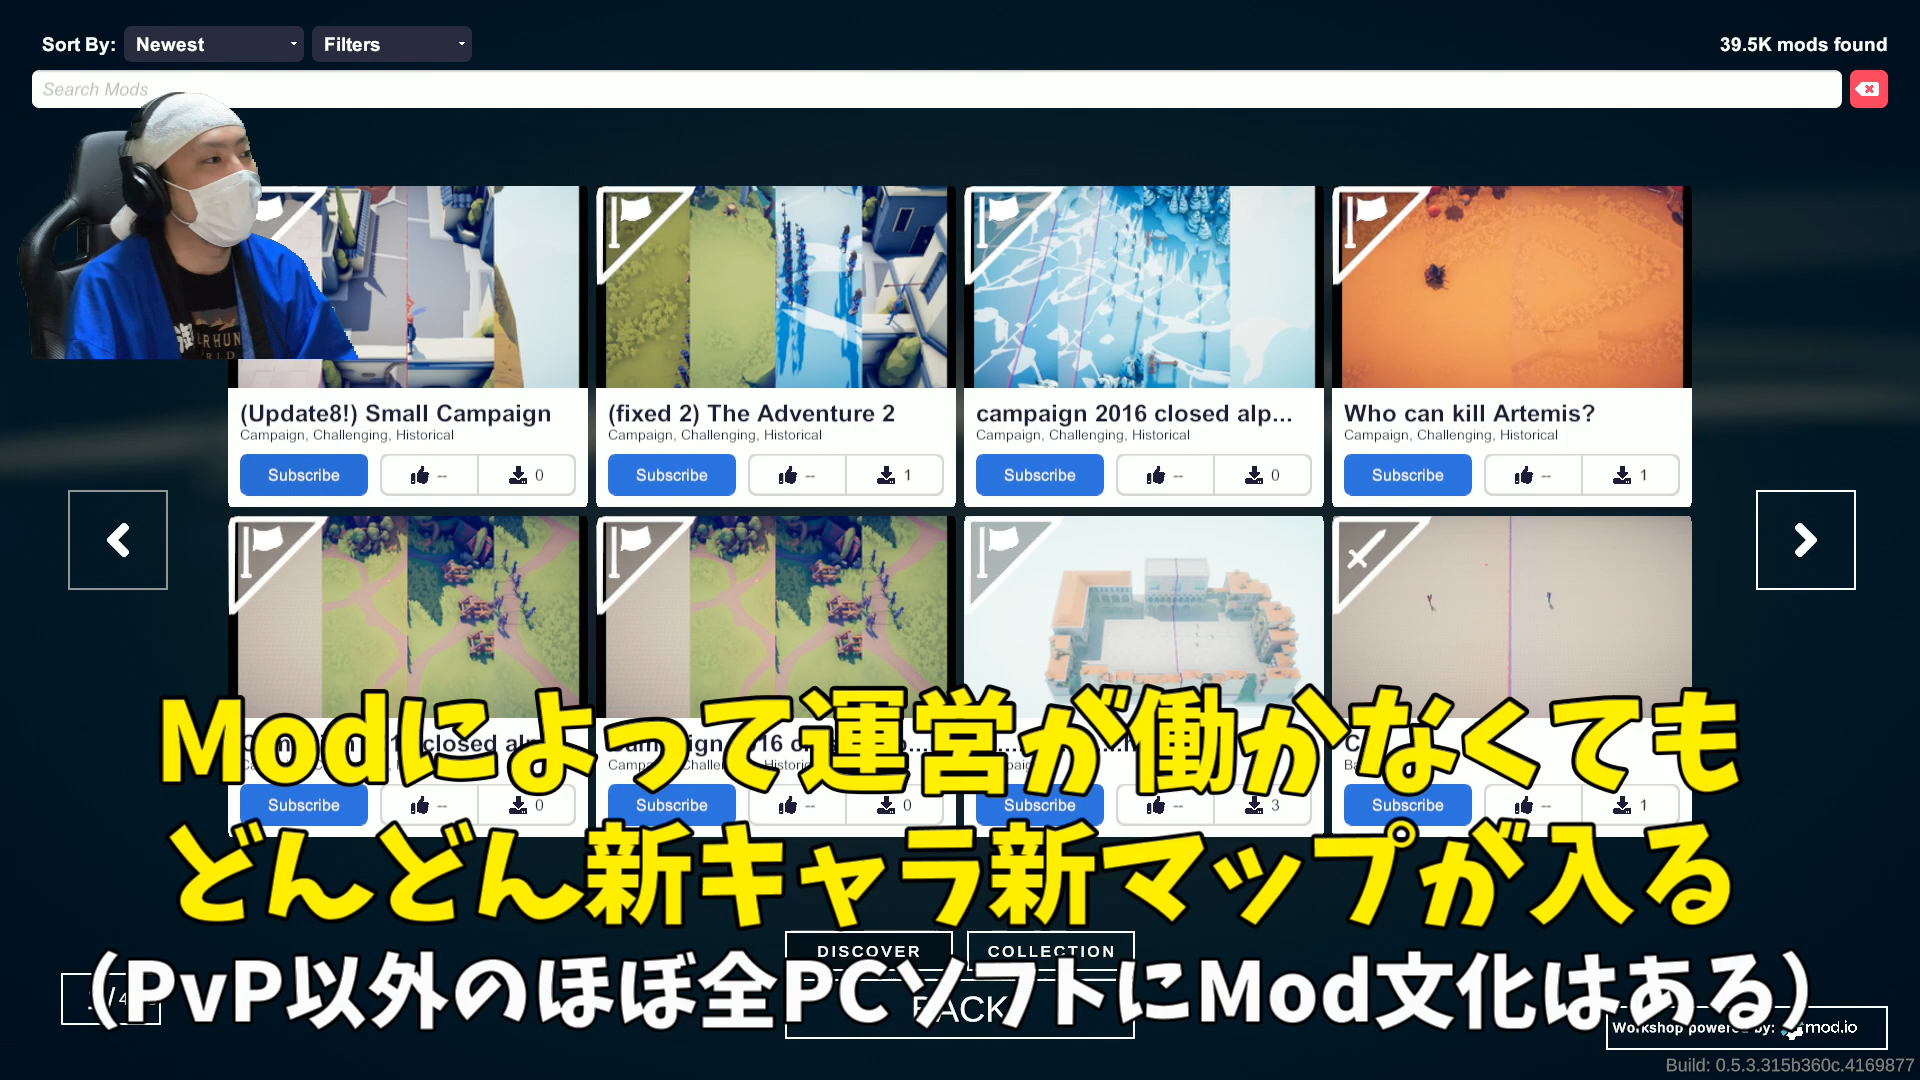 Sort By: Newest Filters 39.5K mods found
Search Mods
(Update8!) Small Campaign
Campaign, Challenging, Historical
Subscribe -- 0
(fixed 2) The Adventure 2
Campaign, Challenging, Historical
Subscribe -- 1
campaign 2016 closed alp...
Campaign, Challenging, Historical
Subscribe -- 0
Who can kill Artemis?
Campaign, Challenging, Historical
Subscribe -- 1
Subscribe -- 0
Subscribe -- 0
Subscribe -- 3
Subscribe -- 1
Modによって運営が働かなくても
どんどん新キャラ新マップが入る
DISCOVER COLLECTION
(PvP以外のほぼ全PCソフトにMod文化はある)
BACK
Workshop powered by: mod.io
Build: 0.5.3.315b360c.4169877